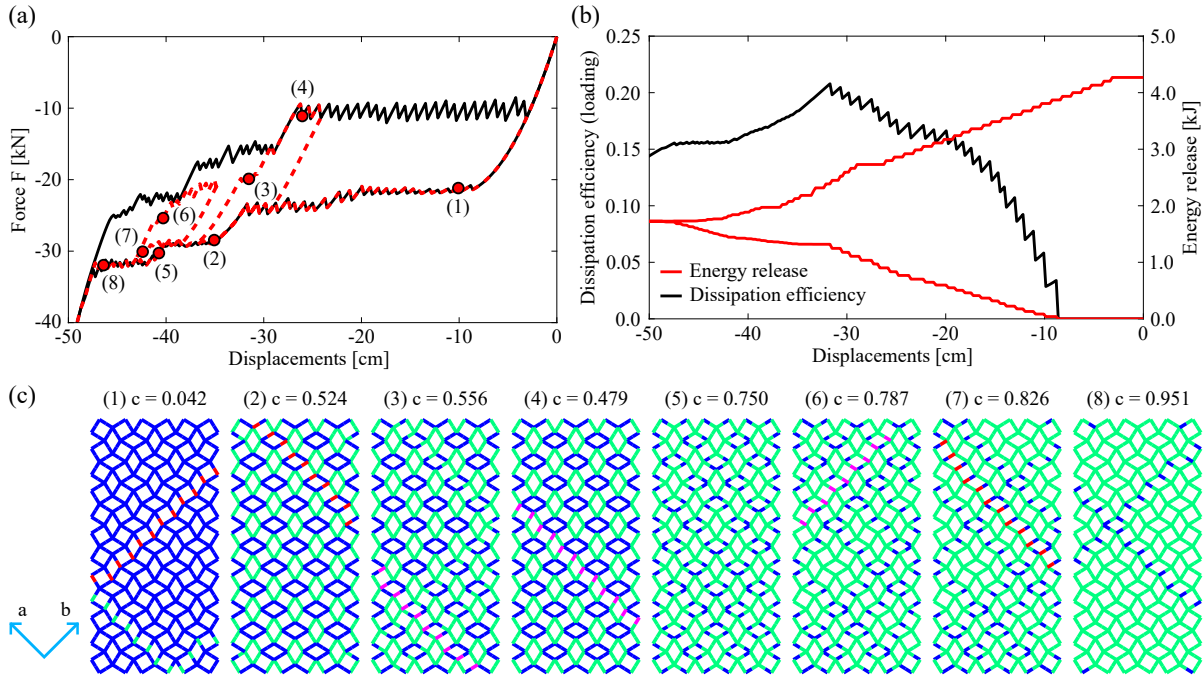 (a)
Force F [kN]
0
-10
-20
-30
-40
-50
-40
-30
-20
-10
0
Displacements [cm]
(1)
(2)
(3)
(4)
(5)
(6)
(7)
(8)
(b)
Dissipation efficiency (loading)
0.25
0.20
0.15
0.10
0.05
0.0
-50
-40
-30
-20
-10
0
Displacements [cm]
Energy release [kJ]
5.0
4.0
3.0
2.0
1.0
0.0
Energy release
Dissipation efficiency
(c)
(1) c = 0.042
(2) c = 0.524
(3) c = 0.556
(4) c = 0.479
(5) c = 0.750
(6) c = 0.787
(7) c = 0.826
(8) c = 0.951
a
b